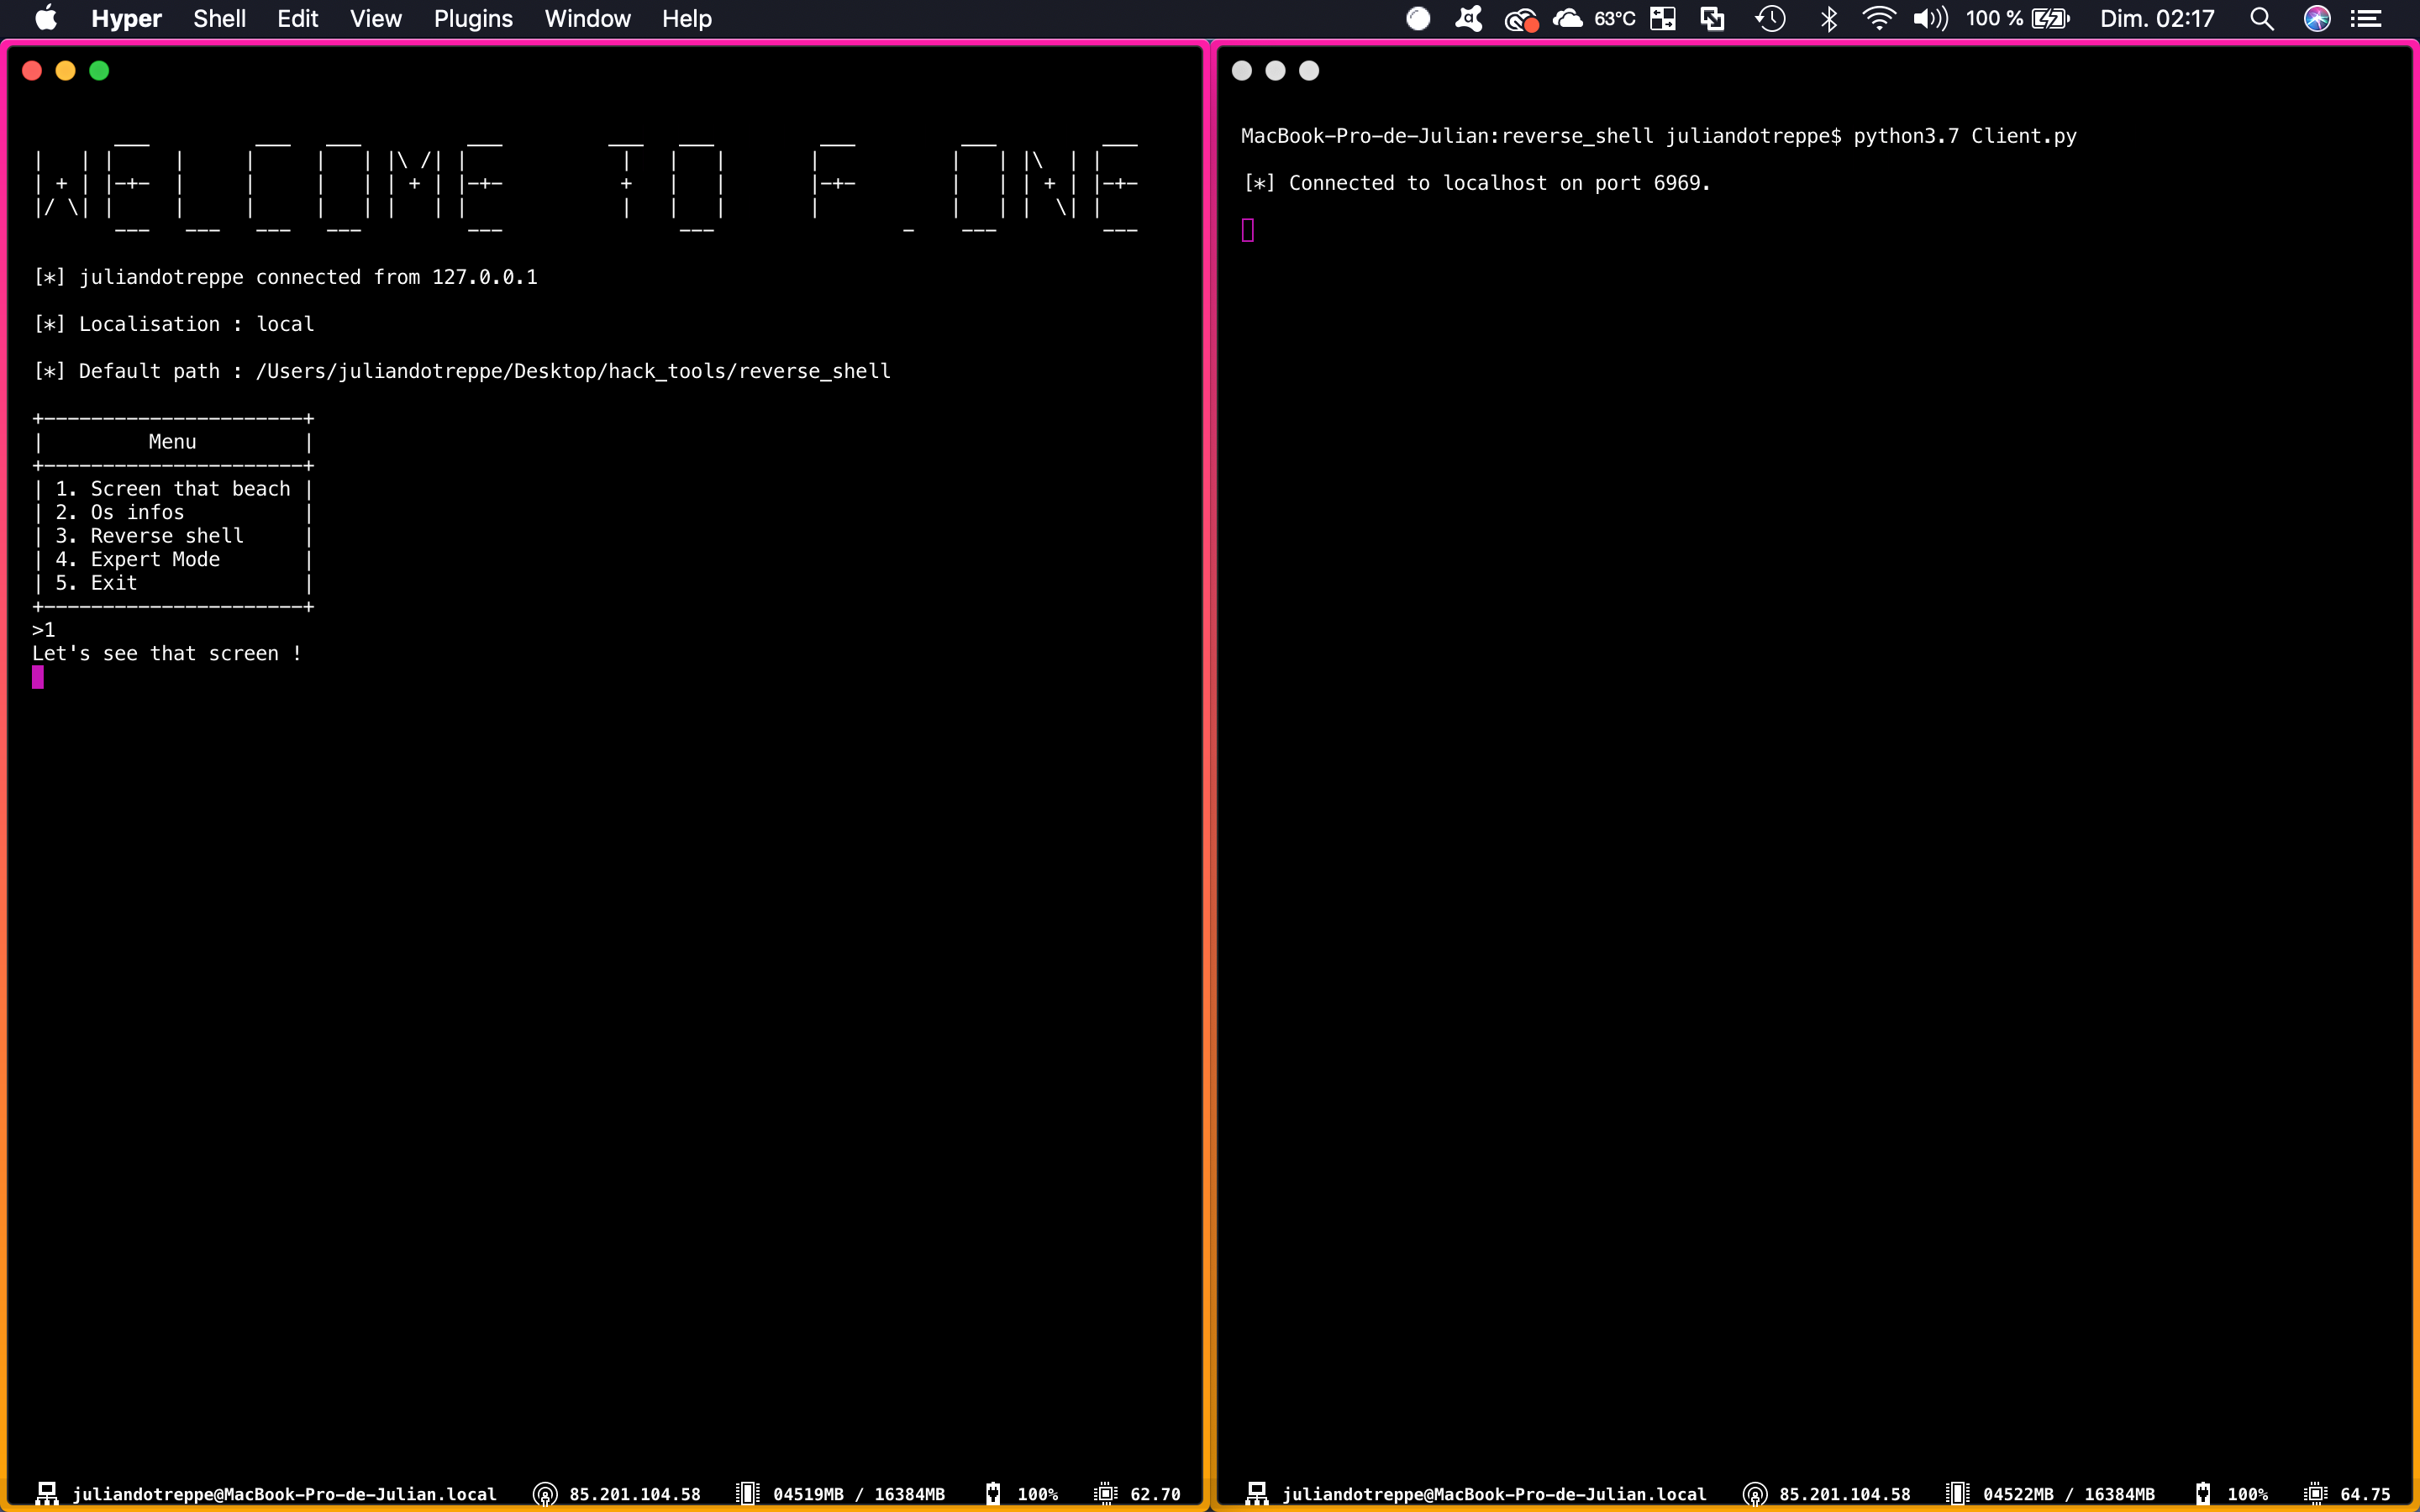 Hyper Shell Edit View Plugins Window Help 63°C 100 % Dim. 02:17
WELCOME TO F_ONE
[*] juliandotreppe connected from 127.0.0.1
[*] Localisation : local
[*] Default path : /Users/juliandotreppe/Desktop/hack_tools/reverse_shell
+----------------------+
| Menu |
+----------------------+
| 1. Screen that beach |
| 2. Os infos |
| 3. Reverse shell |
| 4. Expert Mode |
| 5. Exit |
+----------------------+
>1
Let's see that screen !
juliandotreppe@MacBook-Pro-de-Julian.local 85.201.104.58 04519MB / 16384MB 100% 62.70
MacBook-Pro-de-Julian:reverse_shell juliandotreppe$ python3.7 Client.py
[*] Connected to localhost on port 6969.
juliandotreppe@MacBook-Pro-de-Julian.local 85.201.104.58 04522MB / 16384MB 100% 64.75